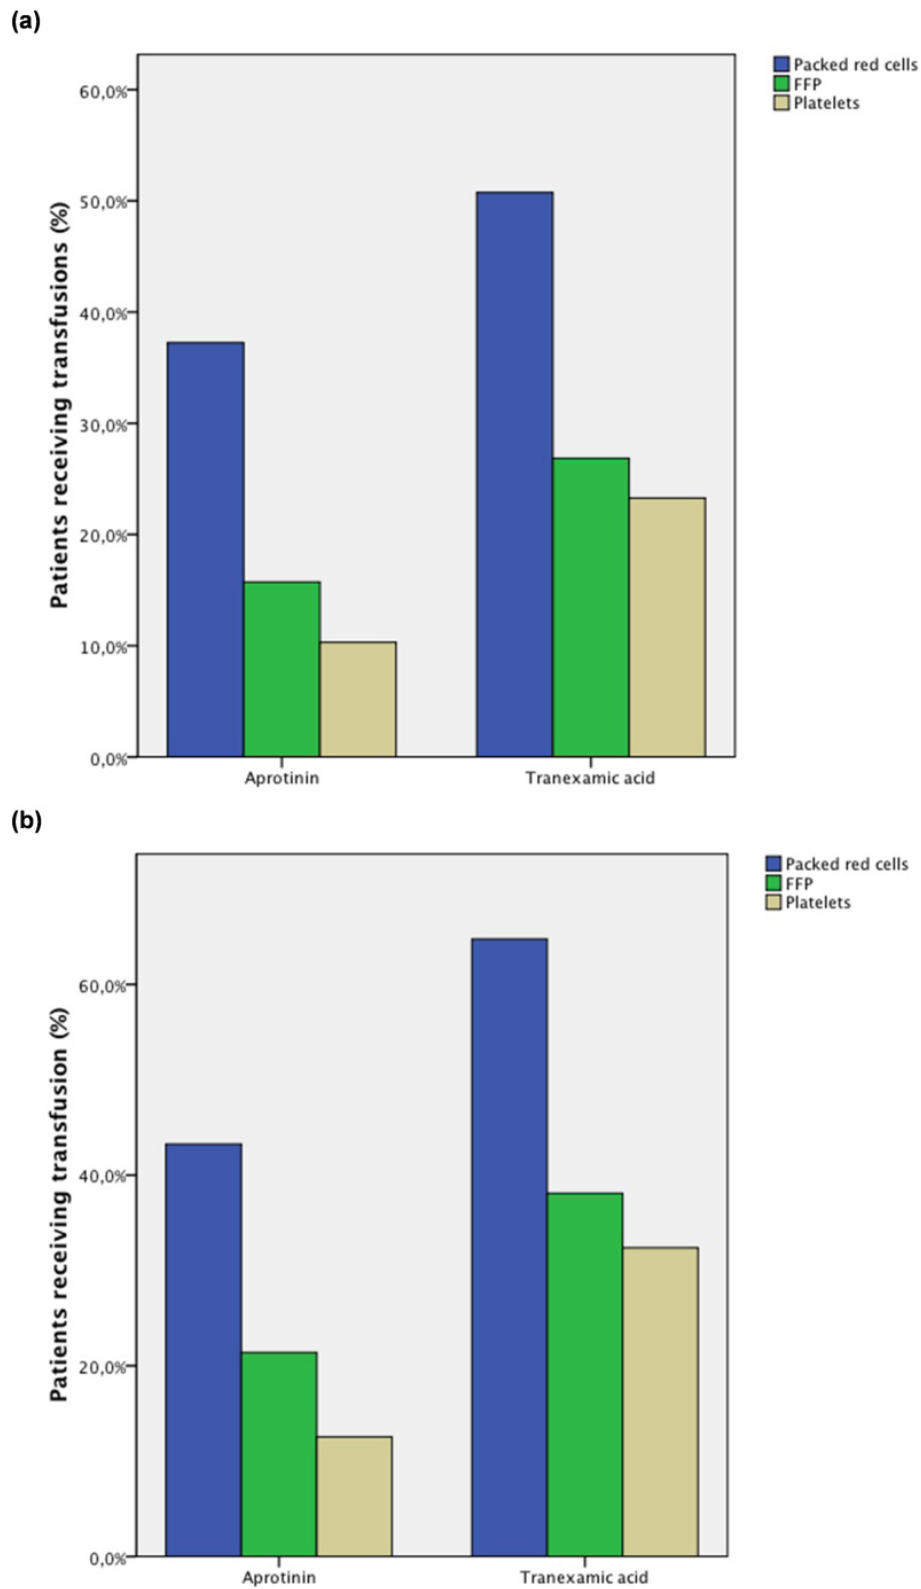 (a)
Packed red cells
FFP
Platelets
Patients receiving transfusions (%)
60,0%
50,0%
40,0%
30,0%
20,0%
10,0%
0,0%
Aprotinin Tranexamic acid
(b)
Packed red cells
FFP
Platelets
Patients receiving transfusion (%)
60,0%
40,0%
20,0%
0,0%
Aprotinin Tranexamic acid